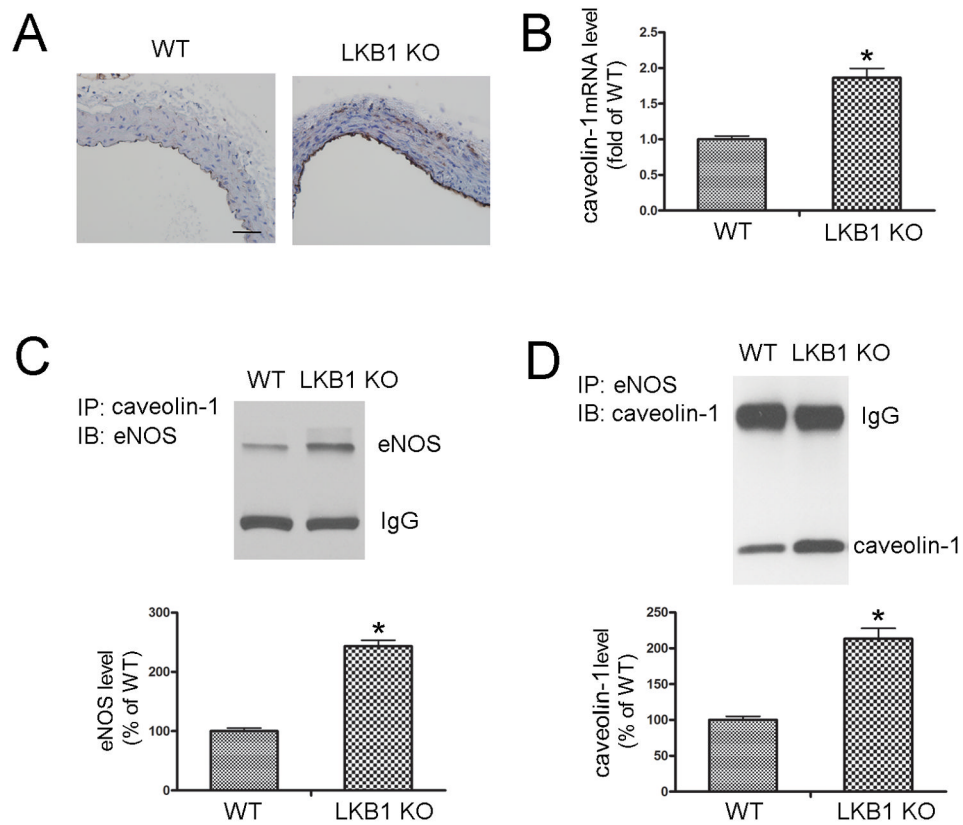 A
WT
LKB1 KO
B
caveolin-1mRNA level
(fold of WT)
2.5
2.0
1.5
1.0
0.5
0.0
*
WT
LKB1 KO
C
WT LKB1 KO
IP: caveolin-1
IB: eNOS
eNOS
IgG
eNOS level
(% of WT)
300
200
100
0
*
WT
LKB1 KO
D
WT LKB1 KO
IP: eNOS
IB: caveolin-1
IgG
caveolin-1
caveolin-1level
(% of WT)
250
200
150
100
50
0
*
WT
LKB1 KO